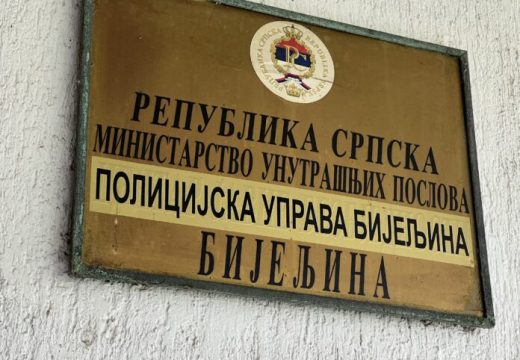 РЕПУБЛИКА СРПСКА
МИНИСТАРСТВО УНУТРАШЊИХ ПОСЛОВА
ПОЛИЦИЈСКА УПРАВА БИЈЕЉИНА
БИЈЕЉИНА